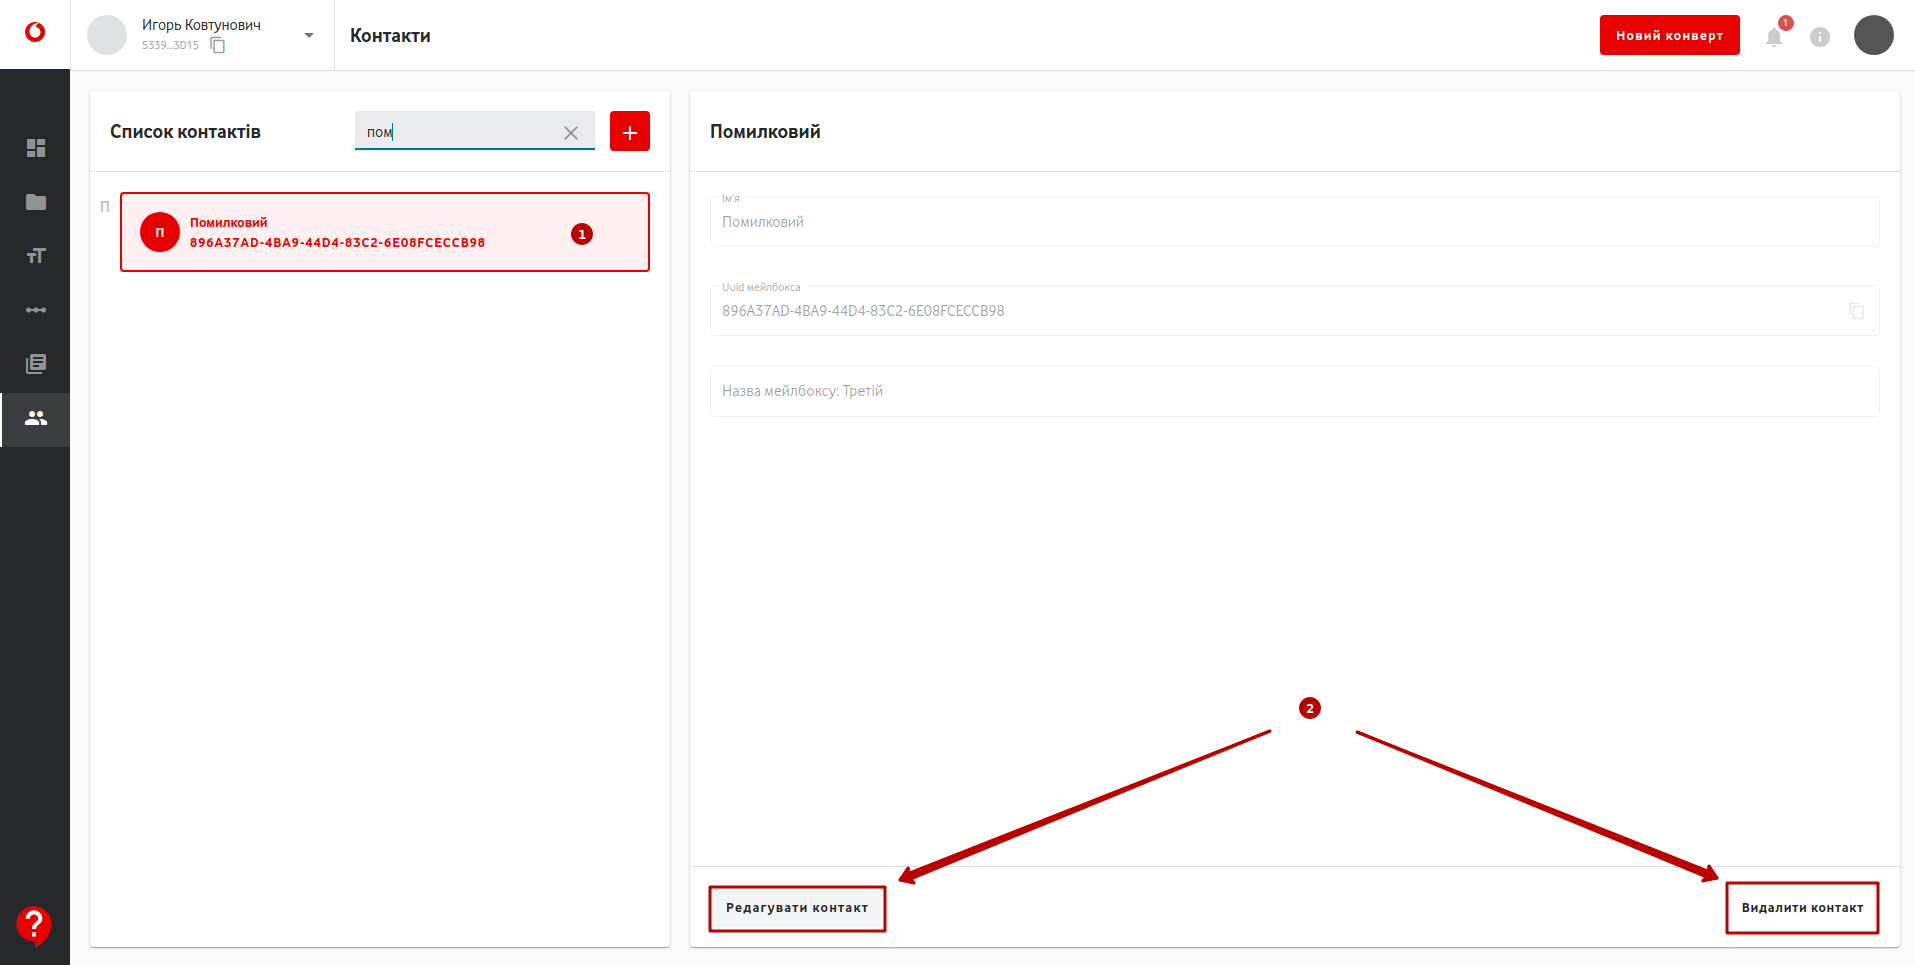 Игорь Ковтунович
5339...3D15
Контакти
Новий конверт
1
Список контактів
пом
П
П
Помилковий
896A37AD-4BA9-44D4-83C2-6E08FCECCB98
1
Помилковий
Ім'я
Помилковий
Uuid мейлбокса
896A37AD-4BA9-44D4-83C2-6E08FCECCB98
Назва мейлбоксу: Третій
2
Редагувати контакт
Видалити контакт